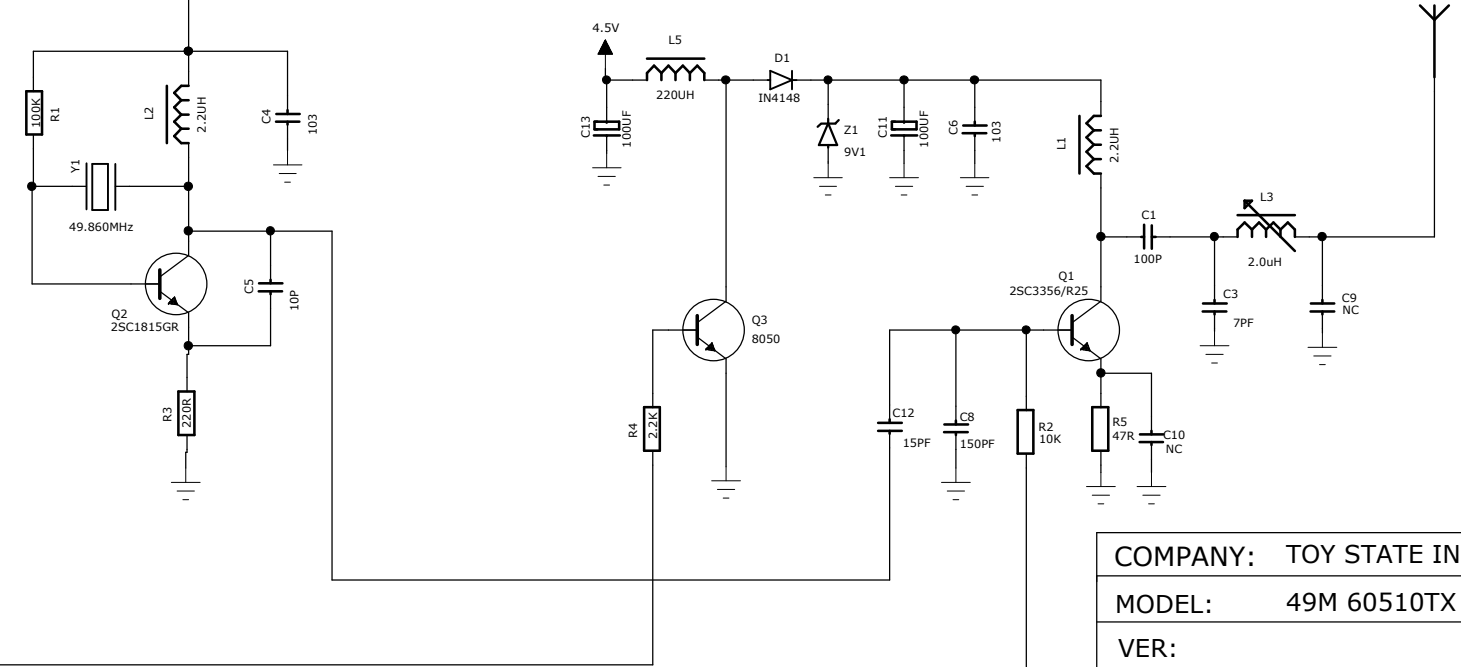 4.5V
L5
220UH
D1
IN4148
C13
100UF
Z1
9V1
C11
100UF
C6
103
L1
2.2UH
R1
100K
L2
2.2UH
C4
103
Y1
49.860MHz
C5
10P
Q2
2SC1815GR
R3
220R
Q3
8050
R4
2.2K
C1
100P
L3
2.0uH
C3
7PF
C9
NC
Q1
2SC3356/R25
C12
15PF
C8
150PF
R2
10K
R5
47R
C10
NC
COMPANY: TOY STATE IN
MODEL: 49M 60510TX
VER: